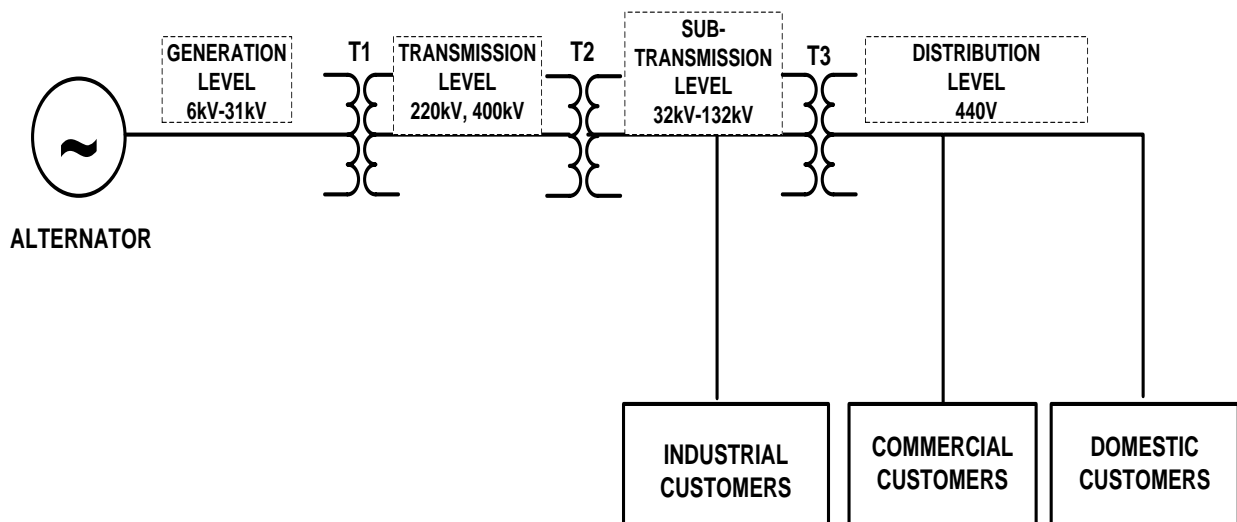 GENERATION
LEVEL
6kV-31kV
T1
TRANSMISSION
LEVEL
220kV, 400kV
T2
SUB-
TRANSMISSION
LEVEL
32kV-132kV
T3
DISTRIBUTION
LEVEL
440V
~
ALTERNATOR
INDUSTRIAL
CUSTOMERS
COMMERCIAL
CUSTOMERS
DOMESTIC
CUSTOMERS